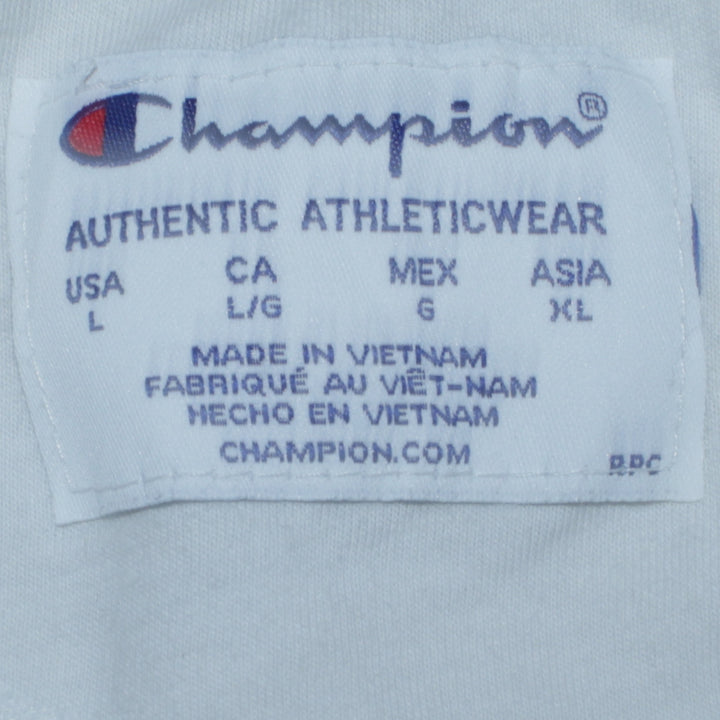 Champion®
AUTHENTIC ATHLETICWEAR
USA CA MEX ASIA
L L/G G XL
MADE IN VIETNAM
FABRIQUÉ AU VIÊT-NAM
HECHO EN VIETNAM
CHAMPION.COM
RPC